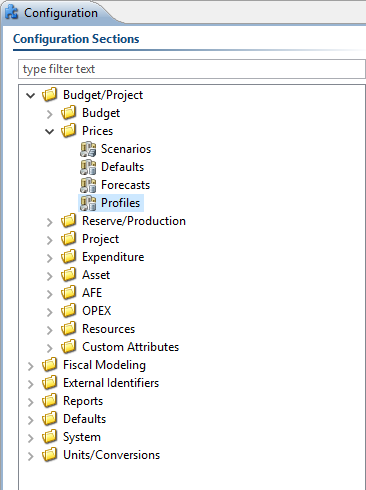 Configuration
Configuration Sections
type filter text
Budget/Project
Budget
Prices
Scenarios
Defaults
Forecasts
Profiles
Reserve/Production
Project
Expenditure
Asset
AFE
OPEX
Resources
Custom Attributes
Fiscal Modeling
External Identifiers
Reports
Defaults
System
Units/Conversions